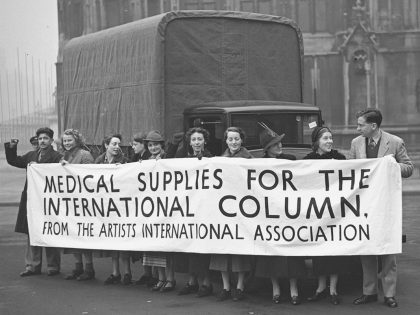 MEDICAL SUPPLIES FOR THE
INTERNATIONAL COLUMN.
FROM THE ARTISTS INTERNATIONAL ASSOCIATION